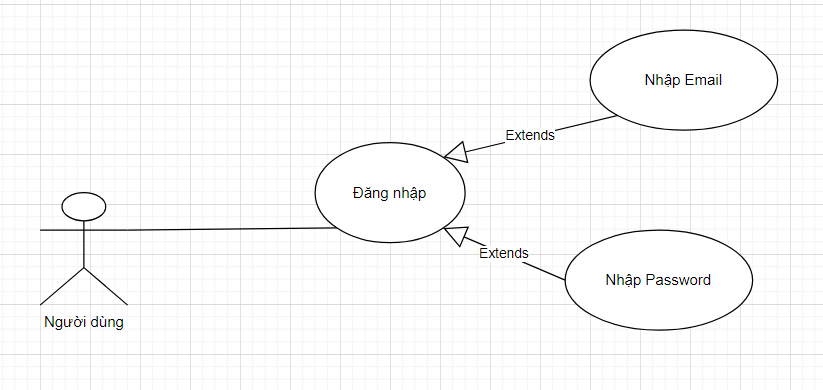 Nhập Email
Extends
Đăng nhập
Extends
Nhập Password
Người dùng